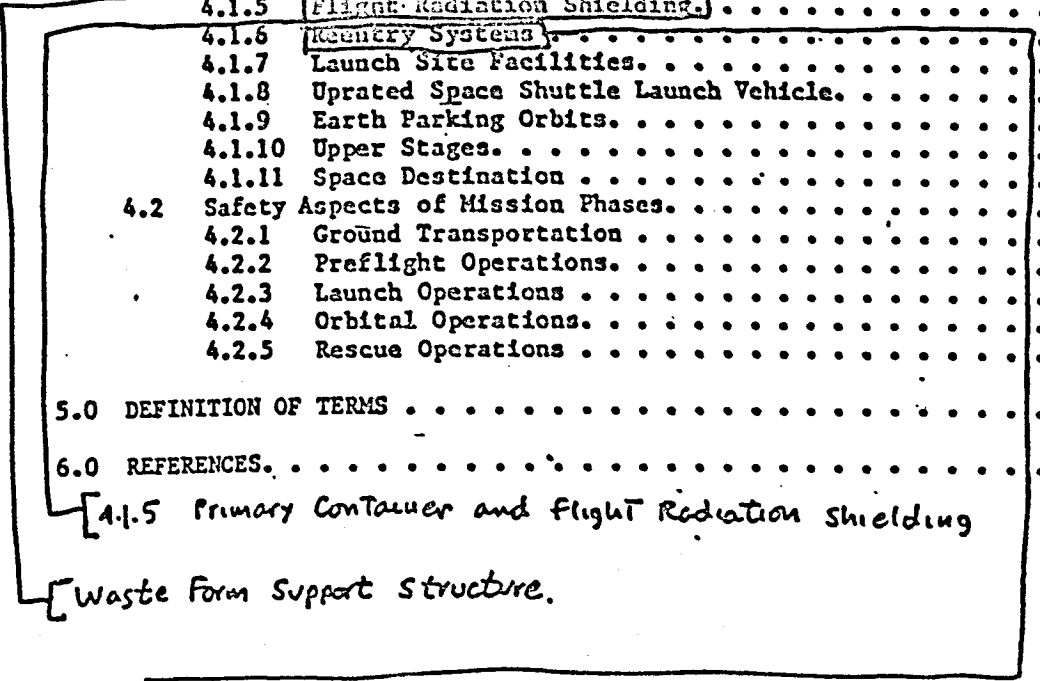 4.1.5 Flight Radiation Shielding. . . . . . . . . . . . .
4.1.6 Reentry Systems . . . . . . . . . . . . . . . . . .
4.1.7 Launch Site Facilities. . . . . . . . . . . . . . .
4.1.8 Uprated Space Shuttle Launch Vehicle. . . . . . . .
4.1.9 Earth Parking Orbits. . . . . . . . . . . . . . . .
4.1.10 Upper Stages. . . . . . . . . . . . . . . . . . . .
4.1.11 Space Destination . . . . . . . . . . . . . . . . .
4.2 Safety Aspects of Mission Phases. . . . . . . . . . . . .
4.2.1 Ground Transportation . . . . . . . . . . . . . . .
4.2.2 Preflight Operations. . . . . . . . . . . . . . . .
4.2.3 Launch Operations . . . . . . . . . . . . . . . . .
4.2.4 Orbital Operations. . . . . . . . . . . . . . . . .
4.2.5 Rescue Operations . . . . . . . . . . . . . . . . .
5.0 DEFINITION OF TERMS . . . . . . . . . . . . . . . . . . .
6.0 REFERENCES. . . . . . . . . . . . . . . . . . . . . . . .
4.1.5 Primary Container and Flight Radiation Shielding
Waste Form Support Structure.